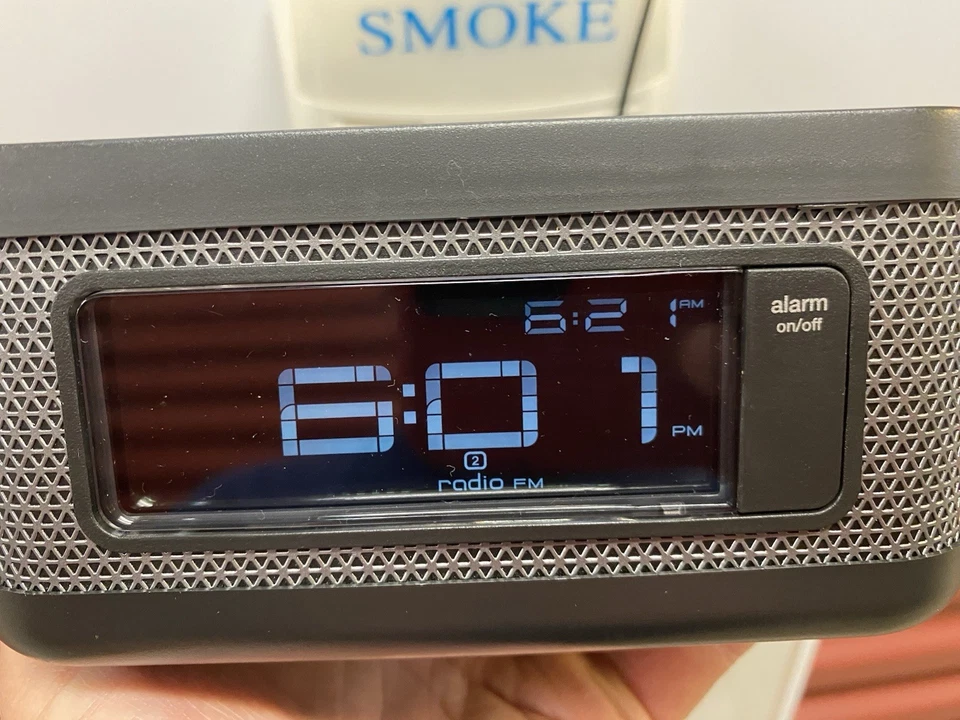 SMOKE
6:21 AM
alarm
on/off
6:01 PM
2
radio FM